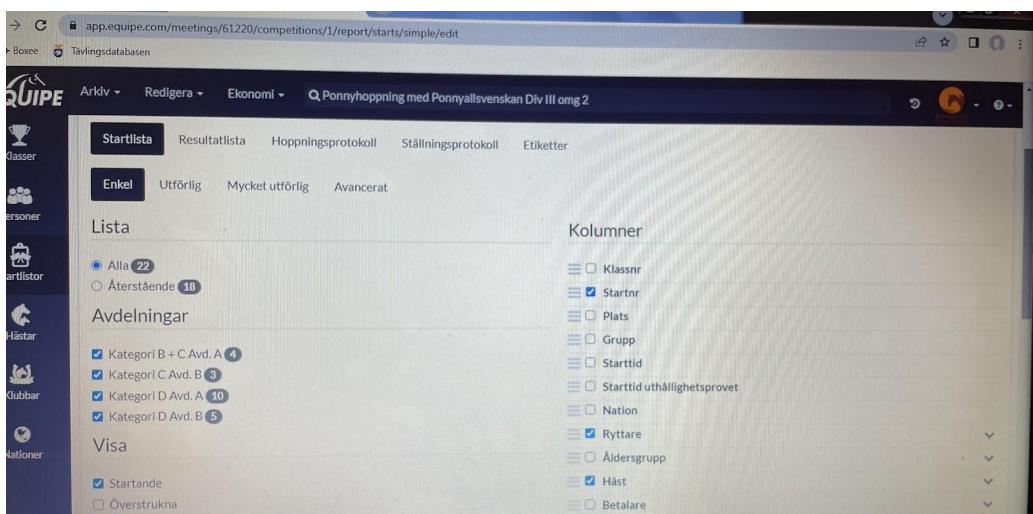 app.equipe.com/meetings/61220/competitions/1/report/starts/simple/edit
Boxee Tävlingsdatabasen
QUIPE Arkiv Redigera Ekonomi Ponnyhoppning med Ponnyallsvenskan Div III omg 2
Startlista Resultatlista Hoppningsprotokoll Ställningsprotokoll Etiketter
Enkel Utförlig Mycket utförlig Avancerat
Klasser
ersoner
artlistor
Hästar
Klubbar
Nationer
Lista
Alla 22
Återstående 18
Avdelningar
Kategori B + C Avd. A 4
Kategori C Avd. B 3
Kategori D Avd. A 10
Kategori D Avd. B 5
Visa
Startande
Överstrukna
Kolumner
Klassnr
Startnr
Plats
Grupp
Starttid
Starttid uthållighetsprovet
Nation
Ryttare
Åldersgrupp
Häst
Betalare